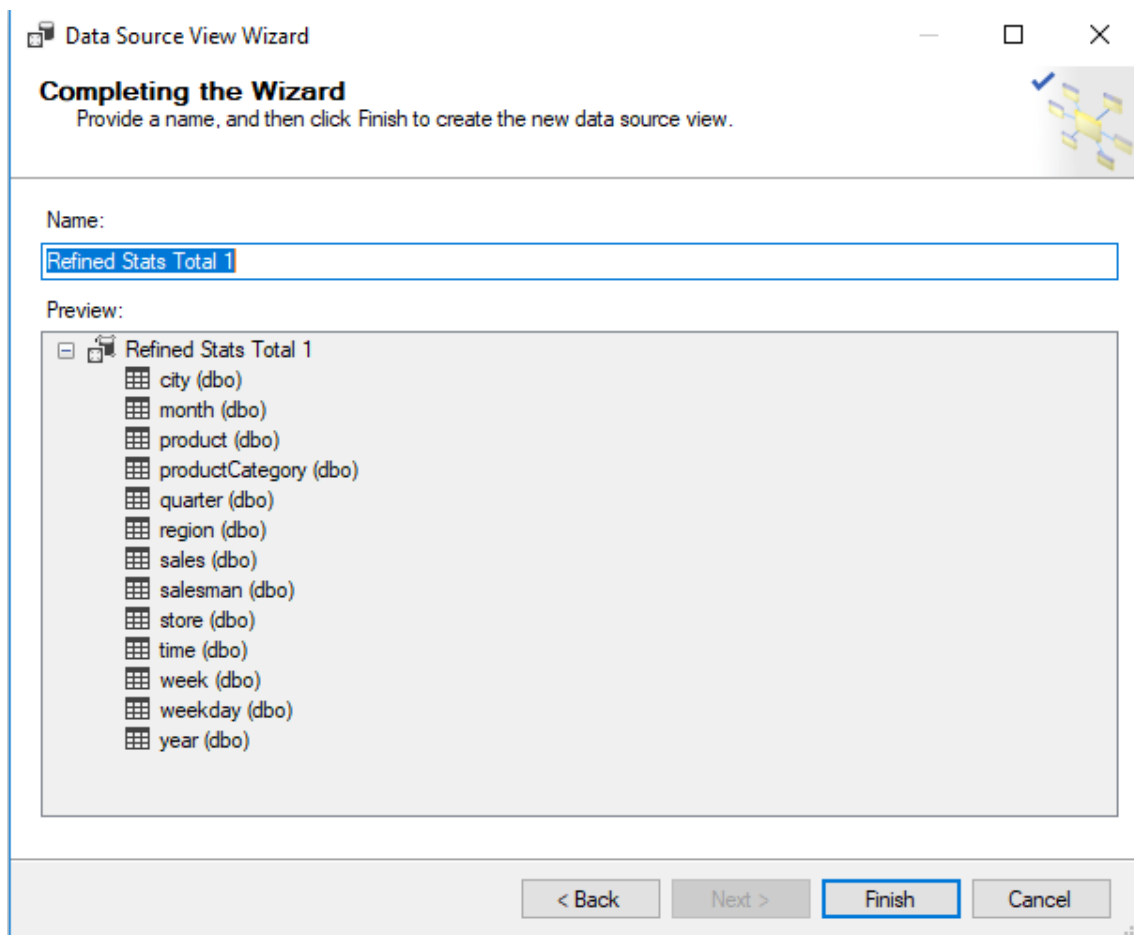 Data Source View Wizard
Completing the Wizard
Provide a name, and then click Finish to create the new data source view.
Name:
Refined Stats Total 1
Preview:
Refined Stats Total 1
city (dbo)
month (dbo)
product (dbo)
productCategory (dbo)
quarter (dbo)
region (dbo)
sales (dbo)
salesman (dbo)
store (dbo)
time (dbo)
week (dbo)
weekday (dbo)
year (dbo)
< Back Next > Finish Cancel